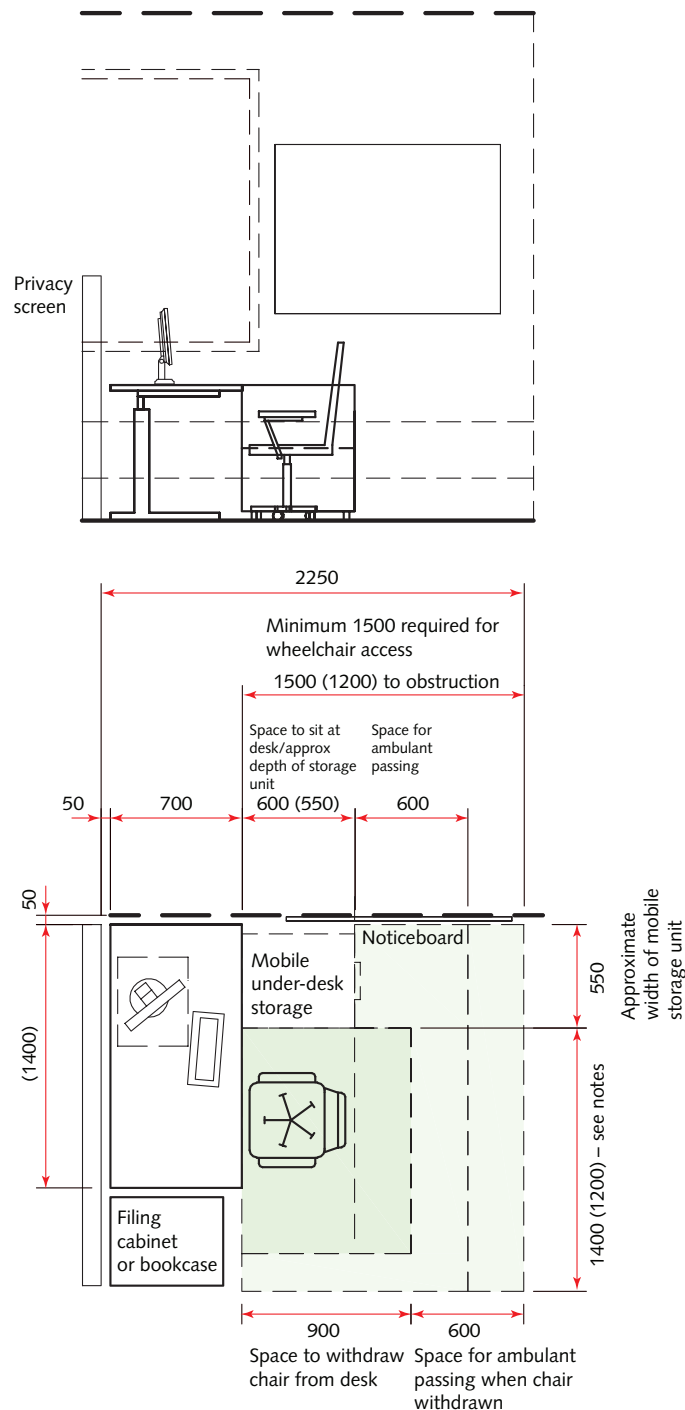 Privacy
screen
2250
Minimum 1500 required for
wheelchair access
1500 (1200) to obstruction
Space to sit at
desk/approx
depth of storage
unit
Space for
ambulant
passing
50
700
600 (550)
600
50
Noticeboard
Mobile
under-desk
storage
550
Approximate
width of mobile
storage unit
(1400)
1400 (1200) – see notes
Filing
cabinet
or bookcase
900
Space to withdraw
chair from desk
600
Space for ambulant
passing when chair
withdrawn